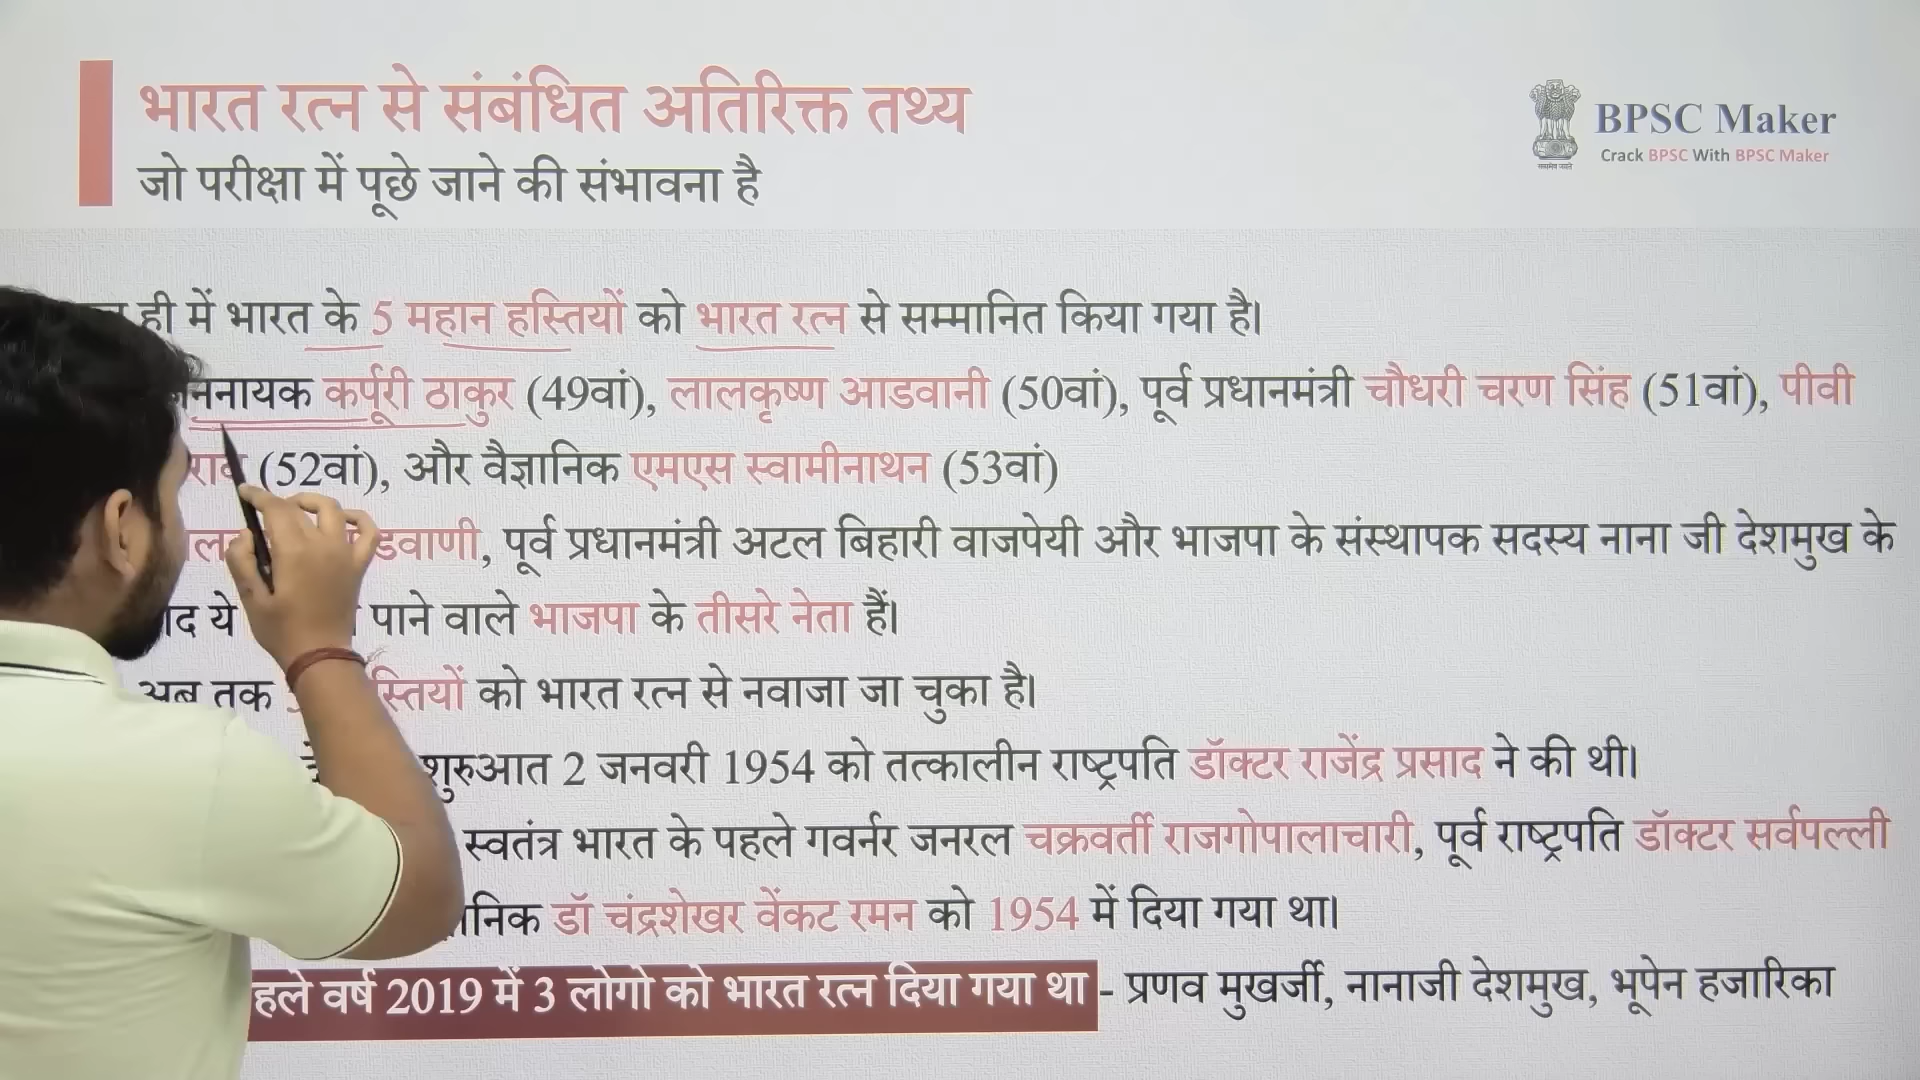 भारत रत्न से संबंधित अतिरिक्त तथ्य
जो परीक्षा में पूछे जाने की संभावना है
BPSC Maker
Crack BPSC With BPSC Maker
ही में भारत के 5 महान हस्तियों को भारत रत्न से सम्मानित किया गया है।
कर्पूरी ठाकुर (49वां), लालकृष्ण आडवानी (50वां), पूर्व प्रधानमंत्री चौधरी चरण सिंह (51वां), पीवी
(52वां), और वैज्ञानिक एमएस स्वामीनाथन (53वां)
पूर्व प्रधानमंत्री अटल बिहारी वाजपेयी और भाजपा के संस्थापक सदस्य नाना जी देशमुख के
ये पाने वाले भाजपा के तीसरे नेता हैं।
अब तक को भारत रत्न से नवाजा जा चुका है।
शुरुआत 2 जनवरी 1954 को तत्कालीन राष्ट्रपति डॉक्टर राजेंद्र प्रसाद ने की थी।
स्वतंत्र भारत के पहले गवर्नर जनरल चक्रवर्ती राजगोपालाचारी, पूर्व राष्ट्रपति डॉक्टर सर्वपल्ली
डॉ चंद्रशेखर वेंकट रमन को 1954 में दिया गया था।
वर्ष 2019 में 3 लोगो को भारत रत्न दिया गया था - प्रणव मुखर्जी, नानाजी देशमुख, भूपेन हजारिका